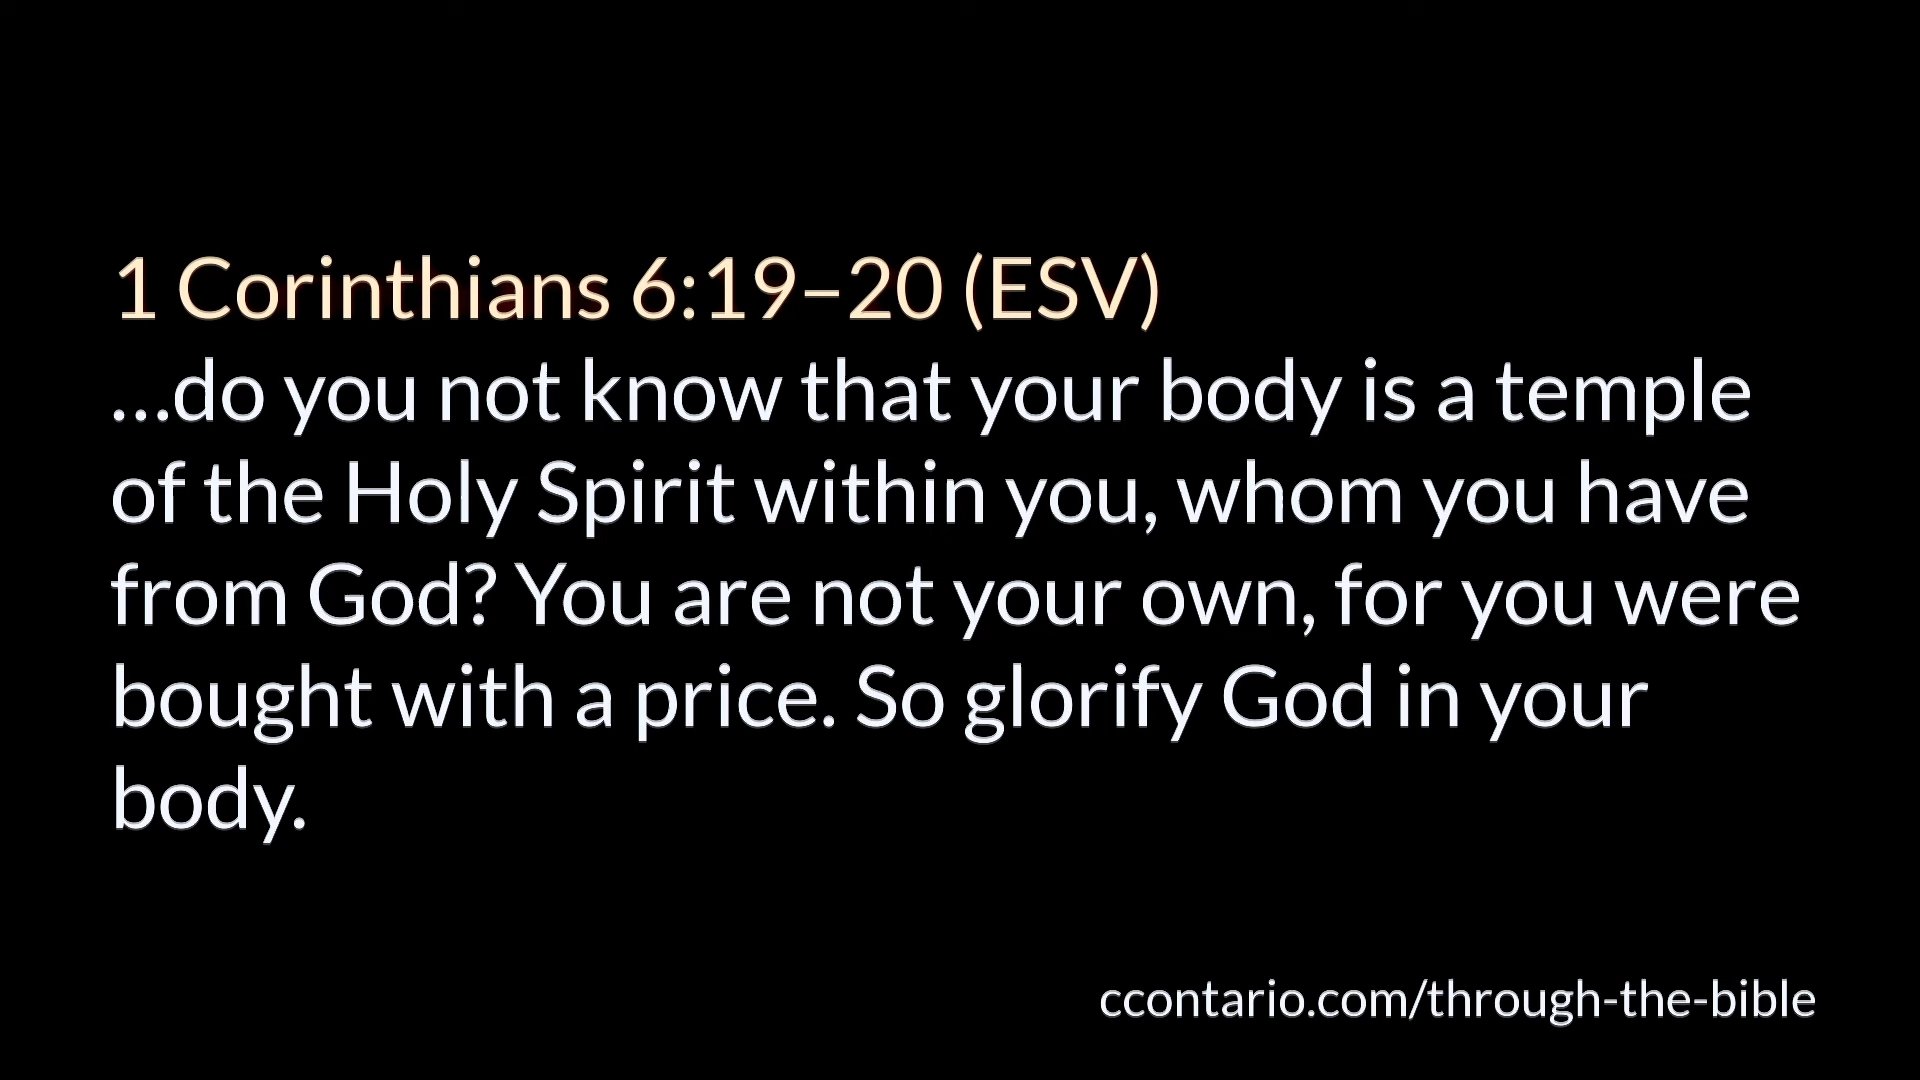 1 Corinthians 6:19–20 (ESV)
…do you not know that your body is a temple
of the Holy Spirit within you, whom you have
from God? You are not your own, for you were
bought with a price. So glorify God in your
body.
ccontario.com/through-the-bible